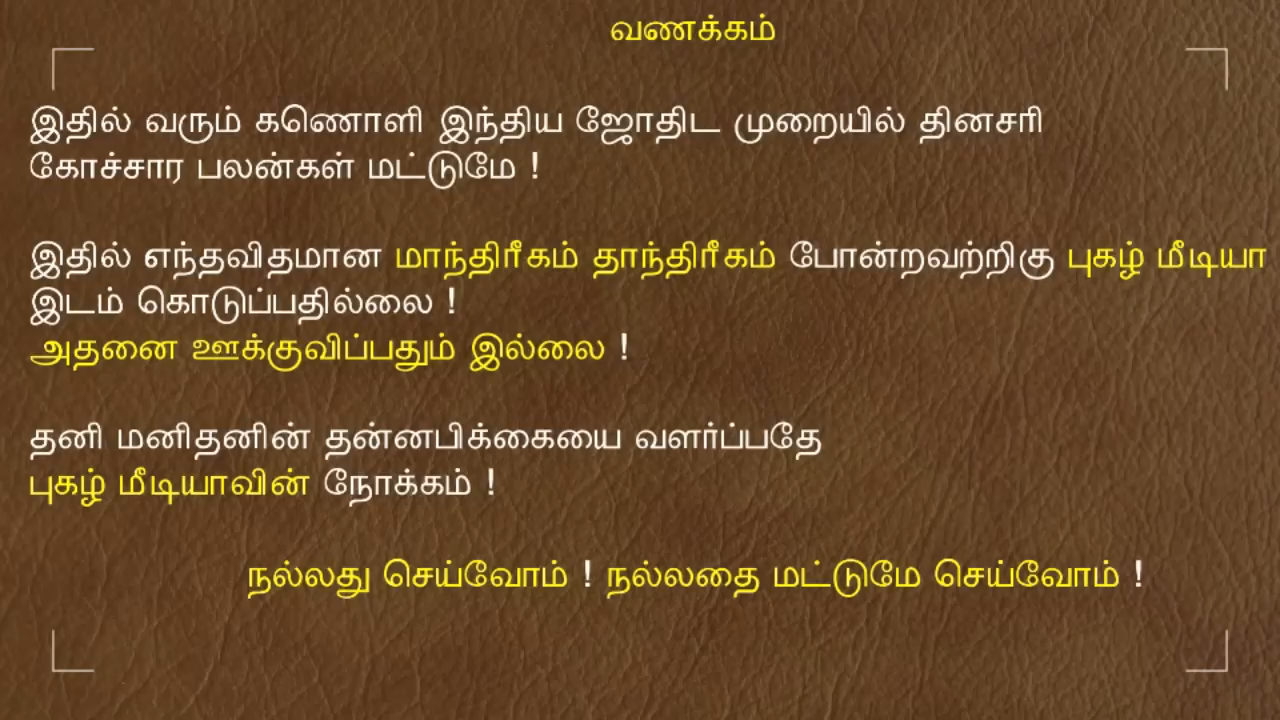 வணக்கம்
இதில் வரும் கணொளி இந்திய ஜோதிட முறையில் தினசரி
கோச்சார பலன்கள் மட்டுமே !
இதில் எந்தவிதமான மாந்திரீகம் தாந்திரீகம் போன்றவற்றிகு புகழ் மீடியா
இடம் கொடுப்பதில்லை !
அதனை ஊக்குவிப்பதும் இல்லை !
தனி மனிதனின் தன்னபிக்கையை வளர்ப்பதே
புகழ் மீடியாவின் நோக்கம் !
நல்லது செய்வோம் ! நல்லதை மட்டுமே செய்வோம் !